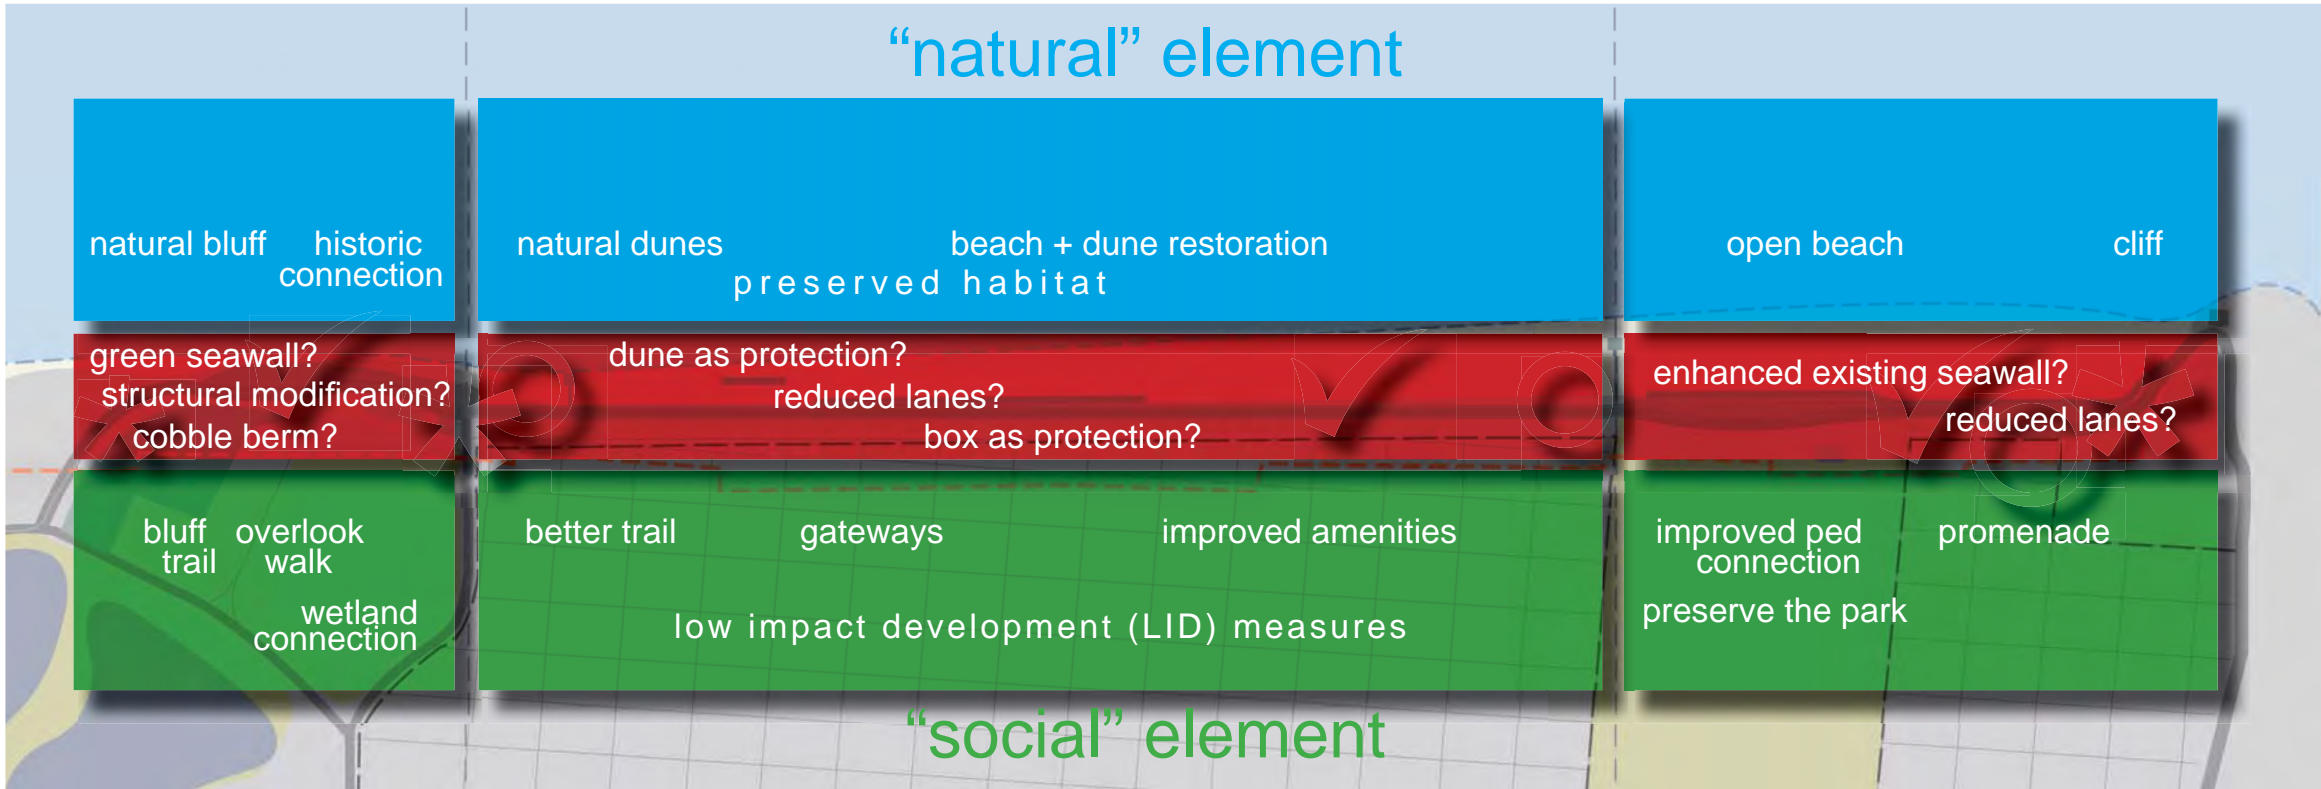 “natural” element
natural bluff
historic
connection
natural dunes
beach + dune restoration
preserved habitat
open beach
cliff
green seawall?
structural modification?
cobble berm?
dune as protection?
reduced lanes?
box as protection?
enhanced existing seawall?
reduced lanes?
bluff
trail
overlook
walk
wetland
connection
better trail
gateways
improved amenities
low impact development (LID) measures
improved ped
connection
promenade
preserve the park
“social” element